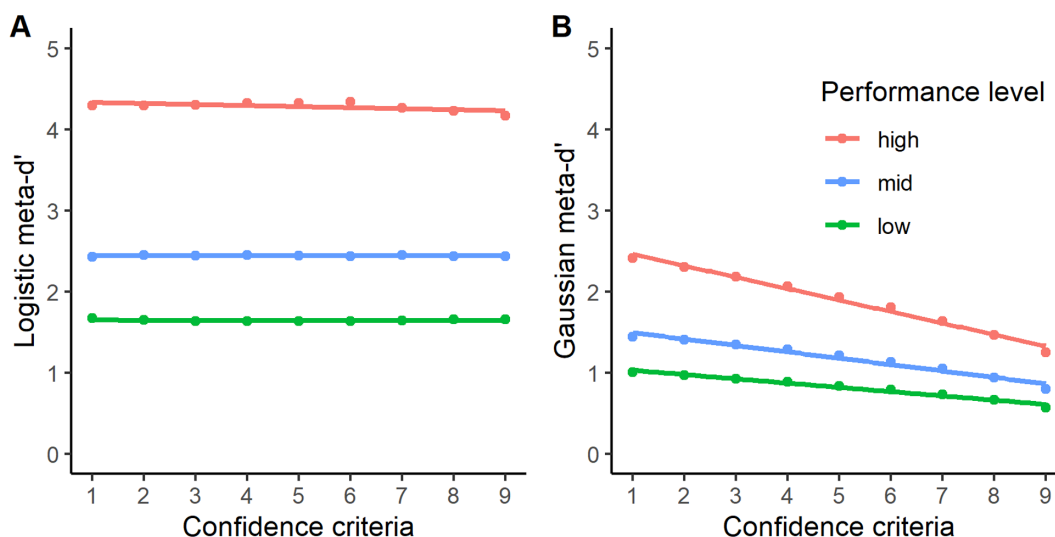 A
Logistic meta-d'
5
4
3
2
1
0
1 2 3 4 5 6 7 8 9
Confidence criteria
B
Gaussian meta-d'
5
4
3
2
1
0
Performance level
high
mid
low
1 2 3 4 5 6 7 8 9
Confidence criteria